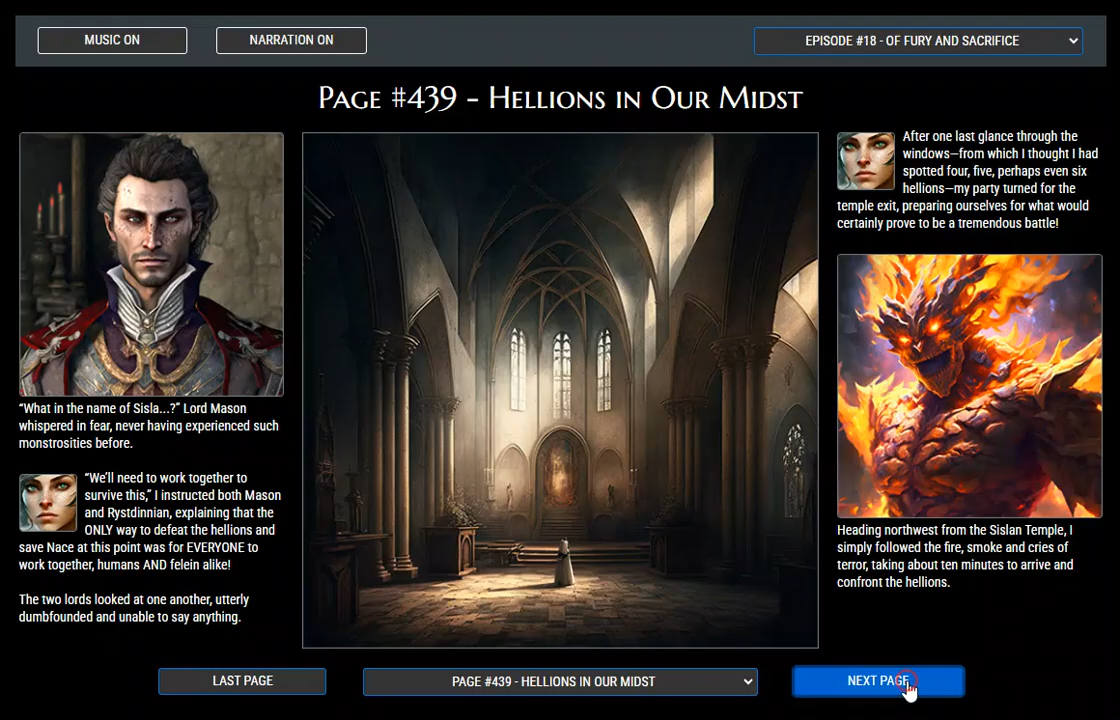 MUSIC ON
NARRATION ON
EPISODE #18 - OF FURY AND SACRIFICE
Page #439 - Hellions in Our Midst
“What in the name of Sisla...?” Lord Mason
whispered in fear, never having experienced such
monstrosities before.
“We’ll need to work together to
survive this,” I instructed both Mason
and Rystdinnian, explaining that the
ONLY way to defeat the hellions and
save Nace at this point was for EVERYONE to
work together, humans AND felein alike!
The two lords looked at one another, utterly
dumbfounded and unable to say anything.
After one last glance through the
windows—from which I thought I had
spotted four, five, perhaps even six
hellions—my party turned for the
temple exit, preparing ourselves for what would
certainly prove to be a tremendous battle!
Heading northwest from the Sislan Temple, I
simply followed the fire, smoke and cries of
terror, taking about ten minutes to arrive and
confront the hellions.
LAST PAGE
PAGE #439 - HELLIONS IN OUR MIDST
NEXT PAGE